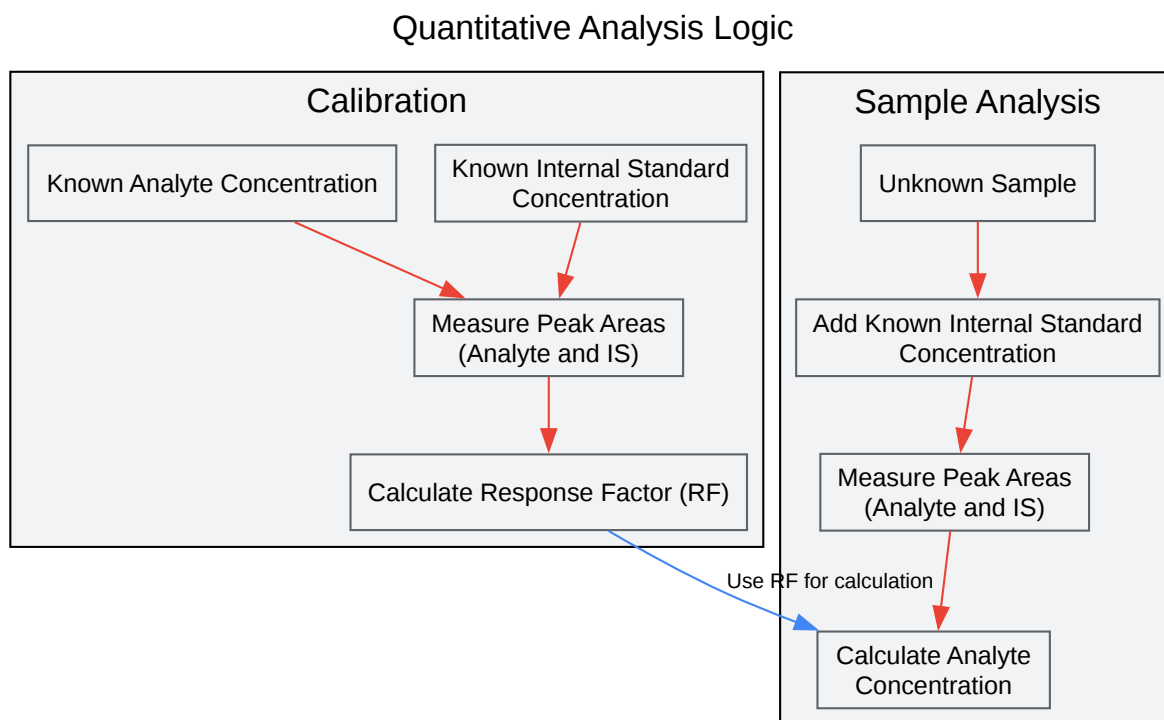 Quantitative Analysis Logic
Calibration
Known Analyte Concentration
Known Internal Standard
Concentration
Measure Peak Areas
(Analyte and IS)
Calculate Response Factor (RF)
Use RF for calculation
Sample Analysis
Unknown Sample
Add Known Internal Standard
Concentration
Measure Peak Areas
(Analyte and IS)
Calculate Analyte
Concentration